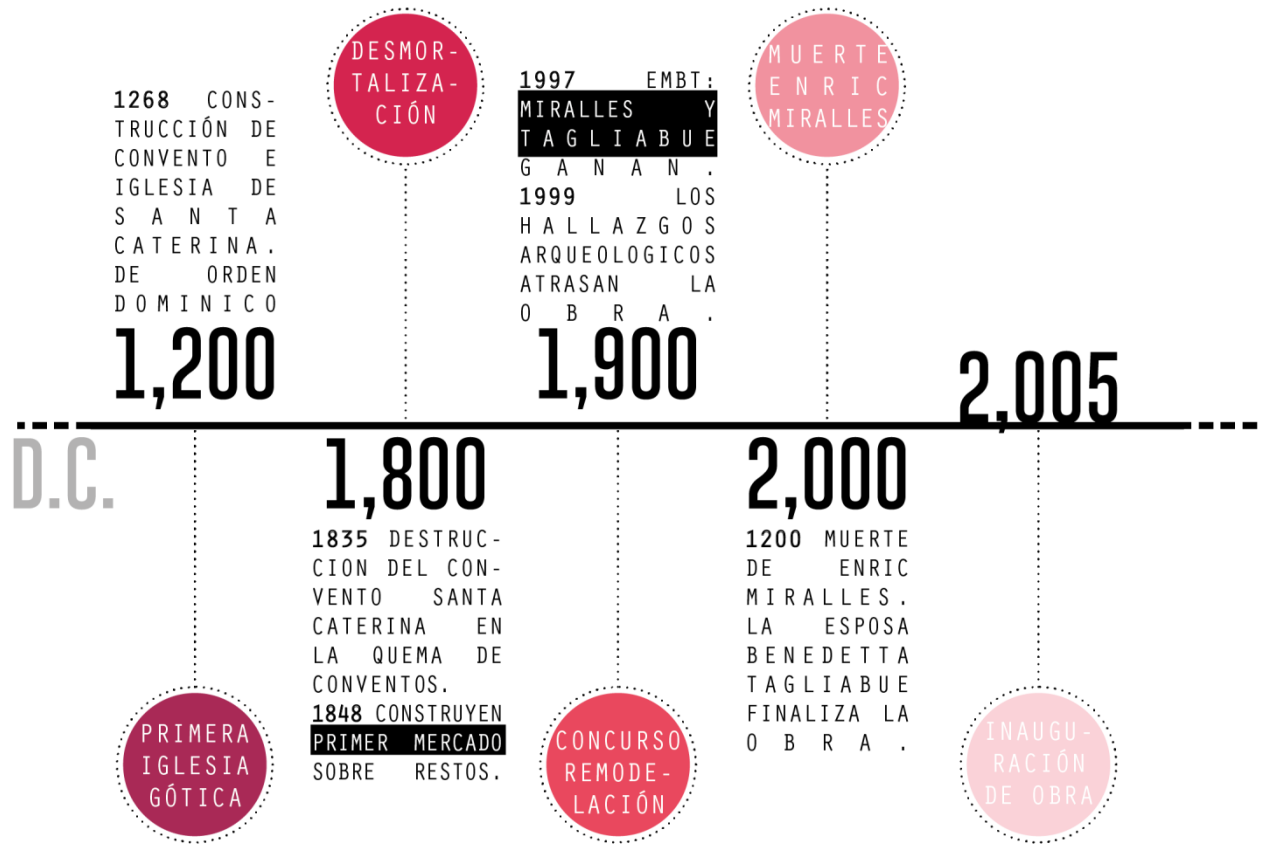 1268 CONS-
TRUCCIÓN DE
CONVENTO E
IGLESIA DE
SANTA
CATERINA.
DE ORDEN
DOMINICO
1,200
DESMOR-
TALIZA-
CIÓN
1997 EMBT:
MIRALLES Y
TAGLIABUE
GANAN.
1999 LOS
HALLAZGOS
ARQUEOLOGICOS
ATRASAN LA
OBRA.
1,900
MUERTE
ENRIC
MIRALLES
2,005
D.C.
PRIMERA
IGLESIA
GÓTICA
1,800
1835 DESTRUC-
CION DEL CON-
VENTO SANTA
CATERINA EN
LA QUEMA DE
CONVENTOS.
1848 CONSTRUYEN
PRIMER MERCADO
SOBRE RESTOS.
CONCURSO
REMODE-
LACIÓN
2,000
1200 MUERTE
DE ENRIC
MIRALLES.
LA ESPOSA
BENEDETTA
TAGLIABUE
FINALIZA LA
OBRA.
INAUGU-
RACIÓN
DE OBRA